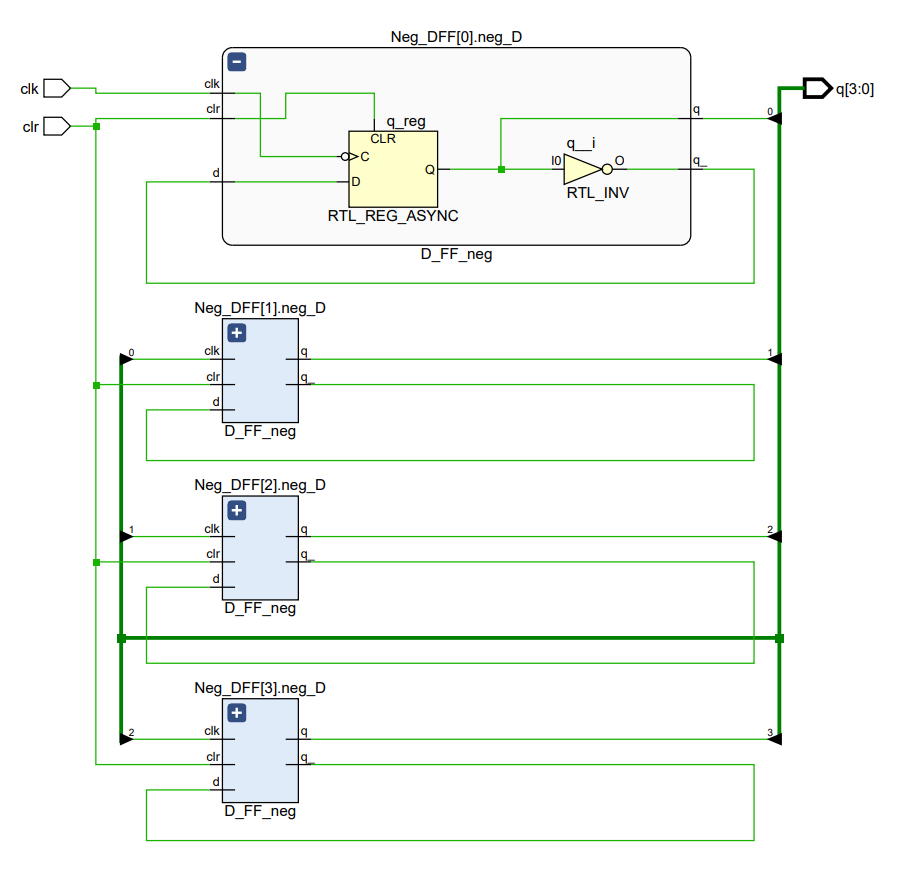 Neg_DFF[0].neg_D
clk
clr
clk
clr
d
q_reg
CLR
C
D
Q
RTL_REG_ASYNC
q__i
I0
O
RTL_INV
q
q_
0
q[3:0]
D_FF_neg
Neg_DFF[1].neg_D
0
clk
clr
d
q
q_
1
D_FF_neg
Neg_DFF[2].neg_D
1
clk
clr
d
q
q_
2
D_FF_neg
Neg_DFF[3].neg_D
2
clk
clr
d
q
q_
3
D_FF_neg